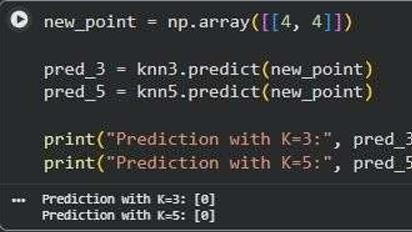 new_point = np.array([[4, 4]])
pred_3 = knn3.predict(new_point)
pred_5 = knn5.predict(new_point)
print("Prediction with K=3:", pred_3
print("Prediction with K=5:", pred_5
Prediction with K=3: [0]
Prediction with K=5: [0]